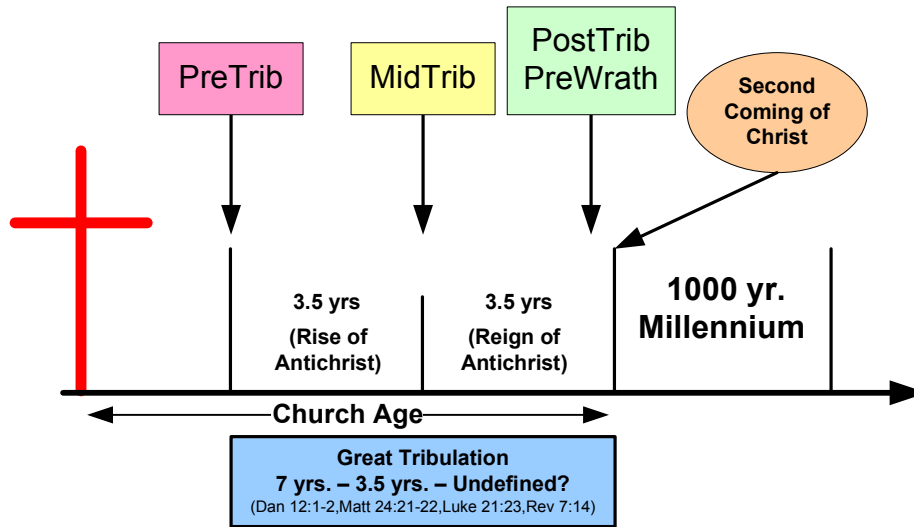 PreTrib
MidTrib
PostTrib
PreWrath
Second
Coming of
Christ
3.5 yrs
(Rise of
Antichrist)
3.5 yrs
(Reign of
Antichrist)
1000 yr.
Millennium
Church Age
Great Tribulation
7 yrs. – 3.5 yrs. – Undefined?
(Dan 12:1-2,Matt 24:21-22,Luke 21:23,Rev 7:14)